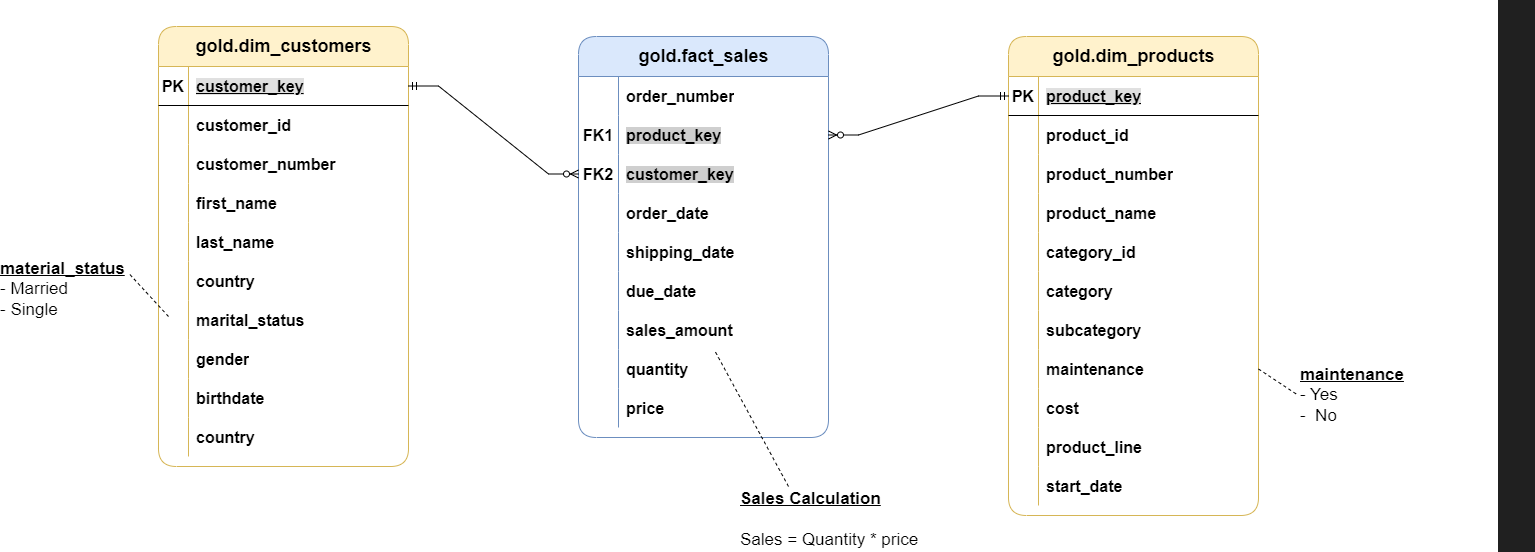 gold.dim_customers
PK customer_key
customer_id
customer_number
first_name
last_name
country
marital_status
gender
birthdate
country
material_status
- Married
- Single
gold.fact_sales
order_number
FK1 product_key
FK2 customer_key
order_date
shipping_date
due_date
sales_amount
quantity
price
Sales Calculation
Sales = Quantity * price
gold.dim_products
PK product_key
product_id
product_number
product_name
category_id
category
subcategory
maintenance
cost
product_line
start_date
maintenance
- Yes
- No